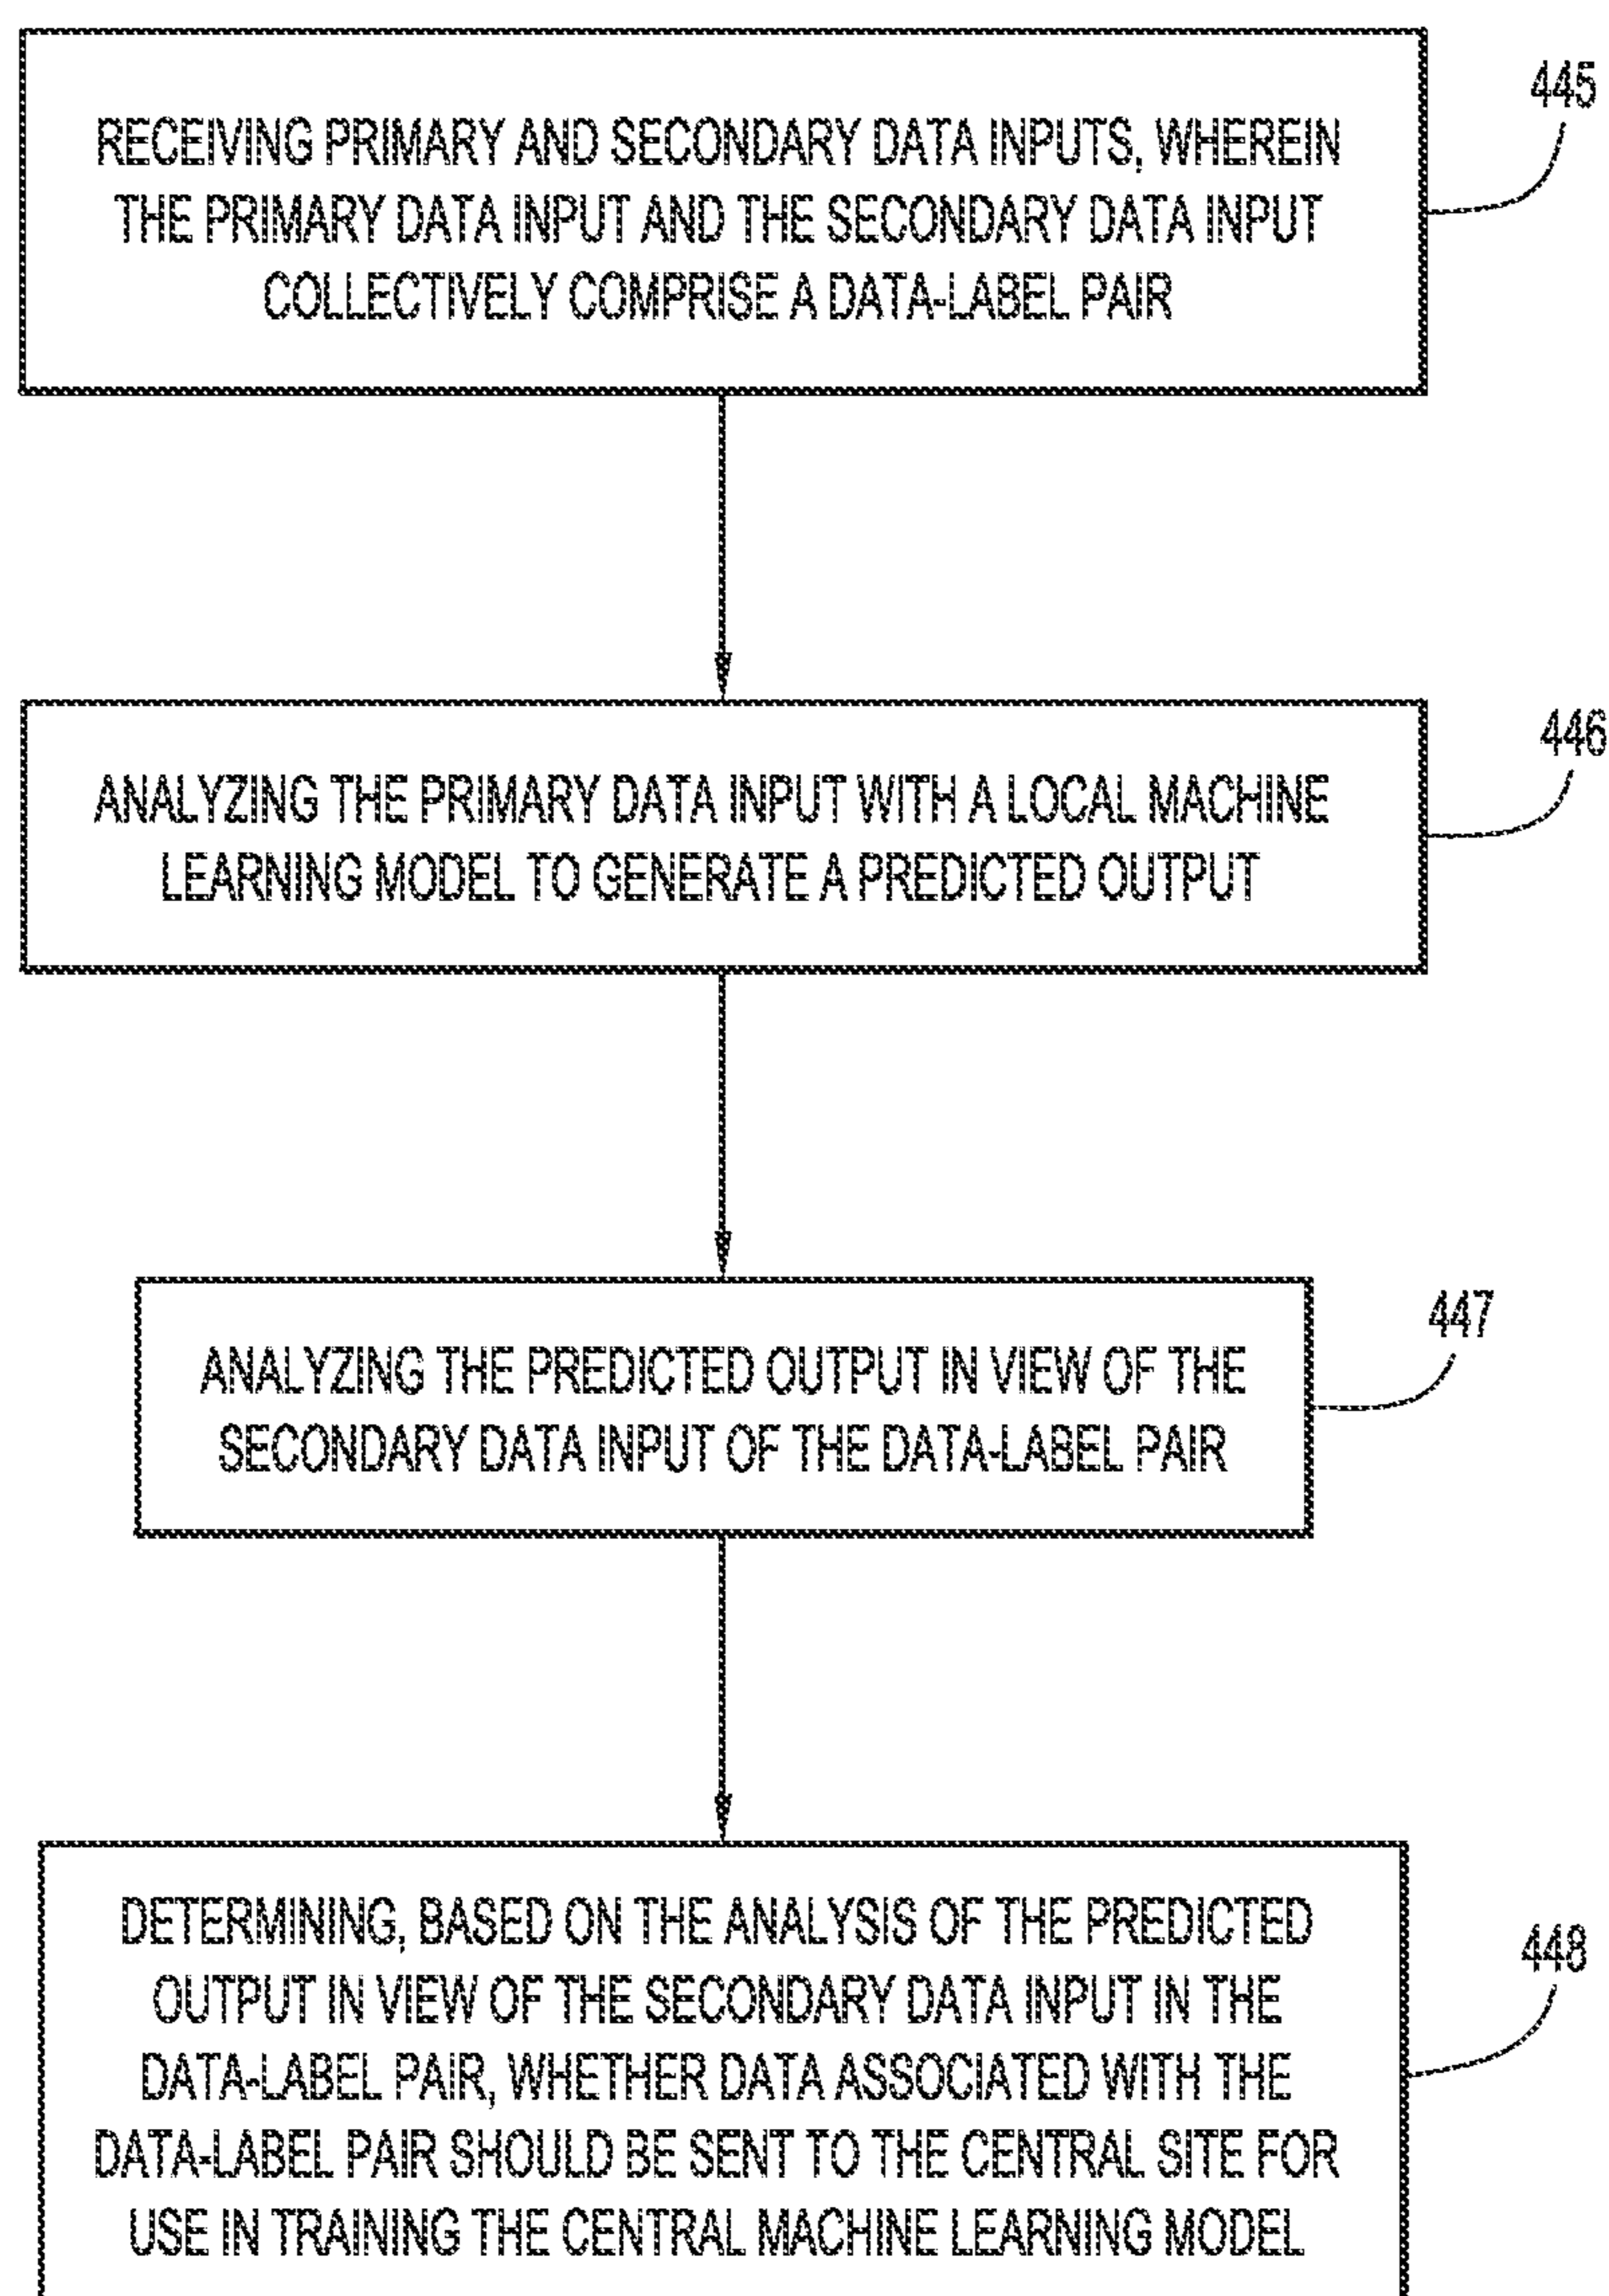 445
RECEIVING PRIMARY AND SECONDARY DATA INPUTS, WHEREIN
THE PRIMARY DATA INPUT AND THE SECONDARY DATA INPUT
COLLECTIVELY COMPRISE A DATA-LABEL PAIR
446
ANALYZING THE PRIMARY DATA INPUT WITH A LOCAL MACHINE
LEARNING MODEL TO GENERATE A PREDICTED OUTPUT
447
ANALYZING THE PREDICTED OUTPUT IN VIEW OF THE
SECONDARY DATA INPUT OF THE DATA-LABEL PAIR
448
DETERMINING, BASED ON THE ANALYSIS OF THE PREDICTED
OUTPUT IN VIEW OF THE SECONDARY DATA INPUT IN THE
DATA-LABEL PAIR, WHETHER DATA ASSOCIATED WITH THE
DATA-LABEL PAIR SHOULD BE SENT TO THE CENTRAL SITE FOR
USE IN TRAINING THE CENTRAL MACHINE LEARNING MODEL